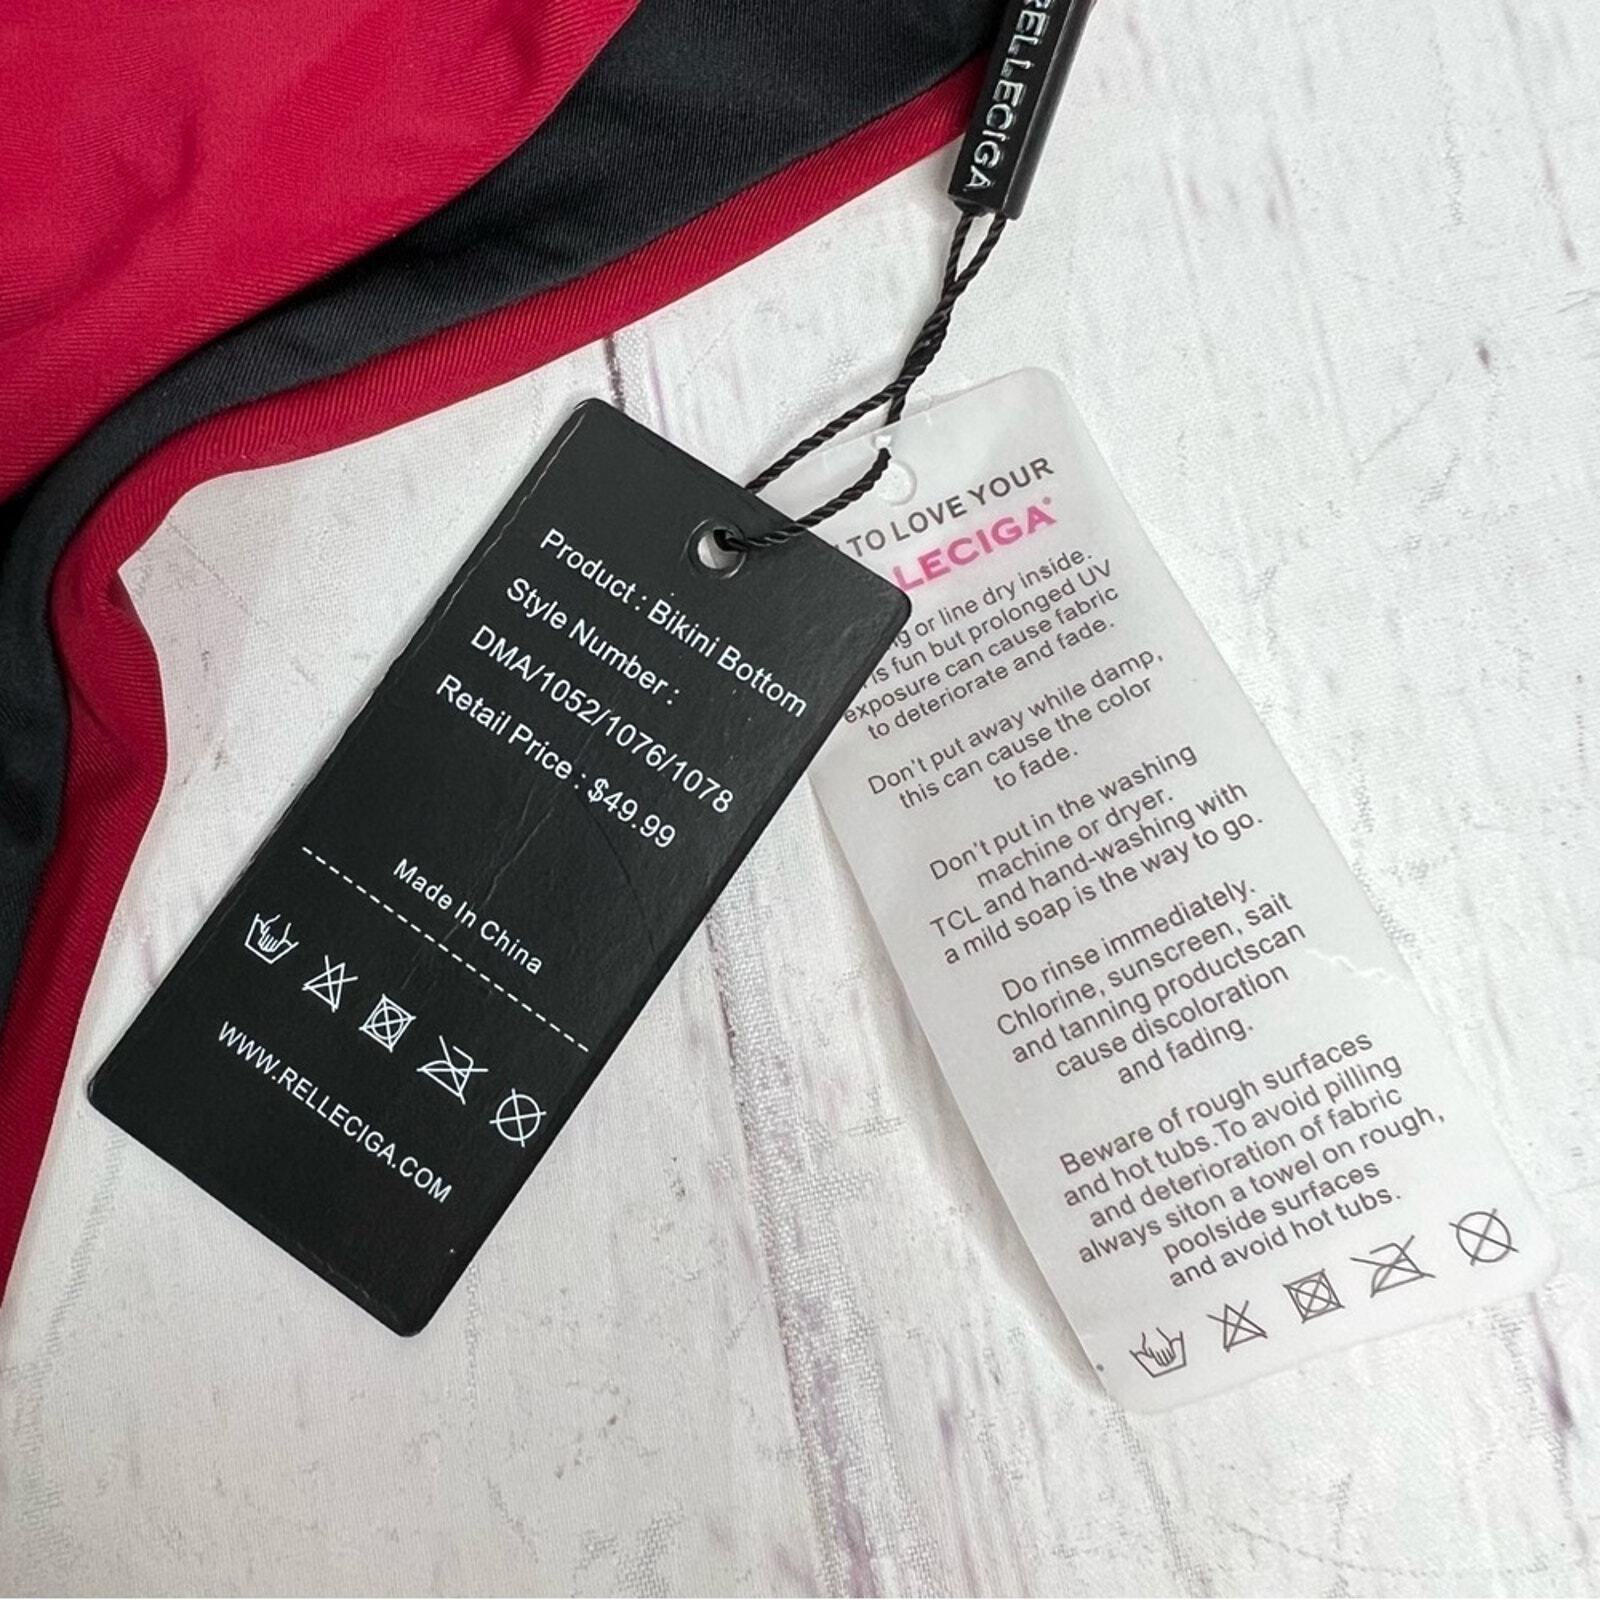 RELLECIGA
Product : Bikini Bottom
Style Number :
DMA/1052/1076/1078
Retail Price : $49.99
Made In China
WWW.RELLECIGA.COM
TO LOVE YOUR
LECIGA®
or line dry inside.
is fun but prolonged UV
exposure can cause fabric
to deteriorate and fade.
Don't put away while damp,
this can cause the color
to fade.
Don't put in the washing
machine or dryer.
TCL and hand-washing with
a mild soap is the way to go.
Do rinse immediately.
Chlorine, sunscreen, sait
and tanning productscan
cause discoloration
and fading.
Beware of rough surfaces
and hot tubs.To avoid pilling
and deterioration of fabric
always siton a towel on rough,
poolside surfaces
and avoid hot tubs.